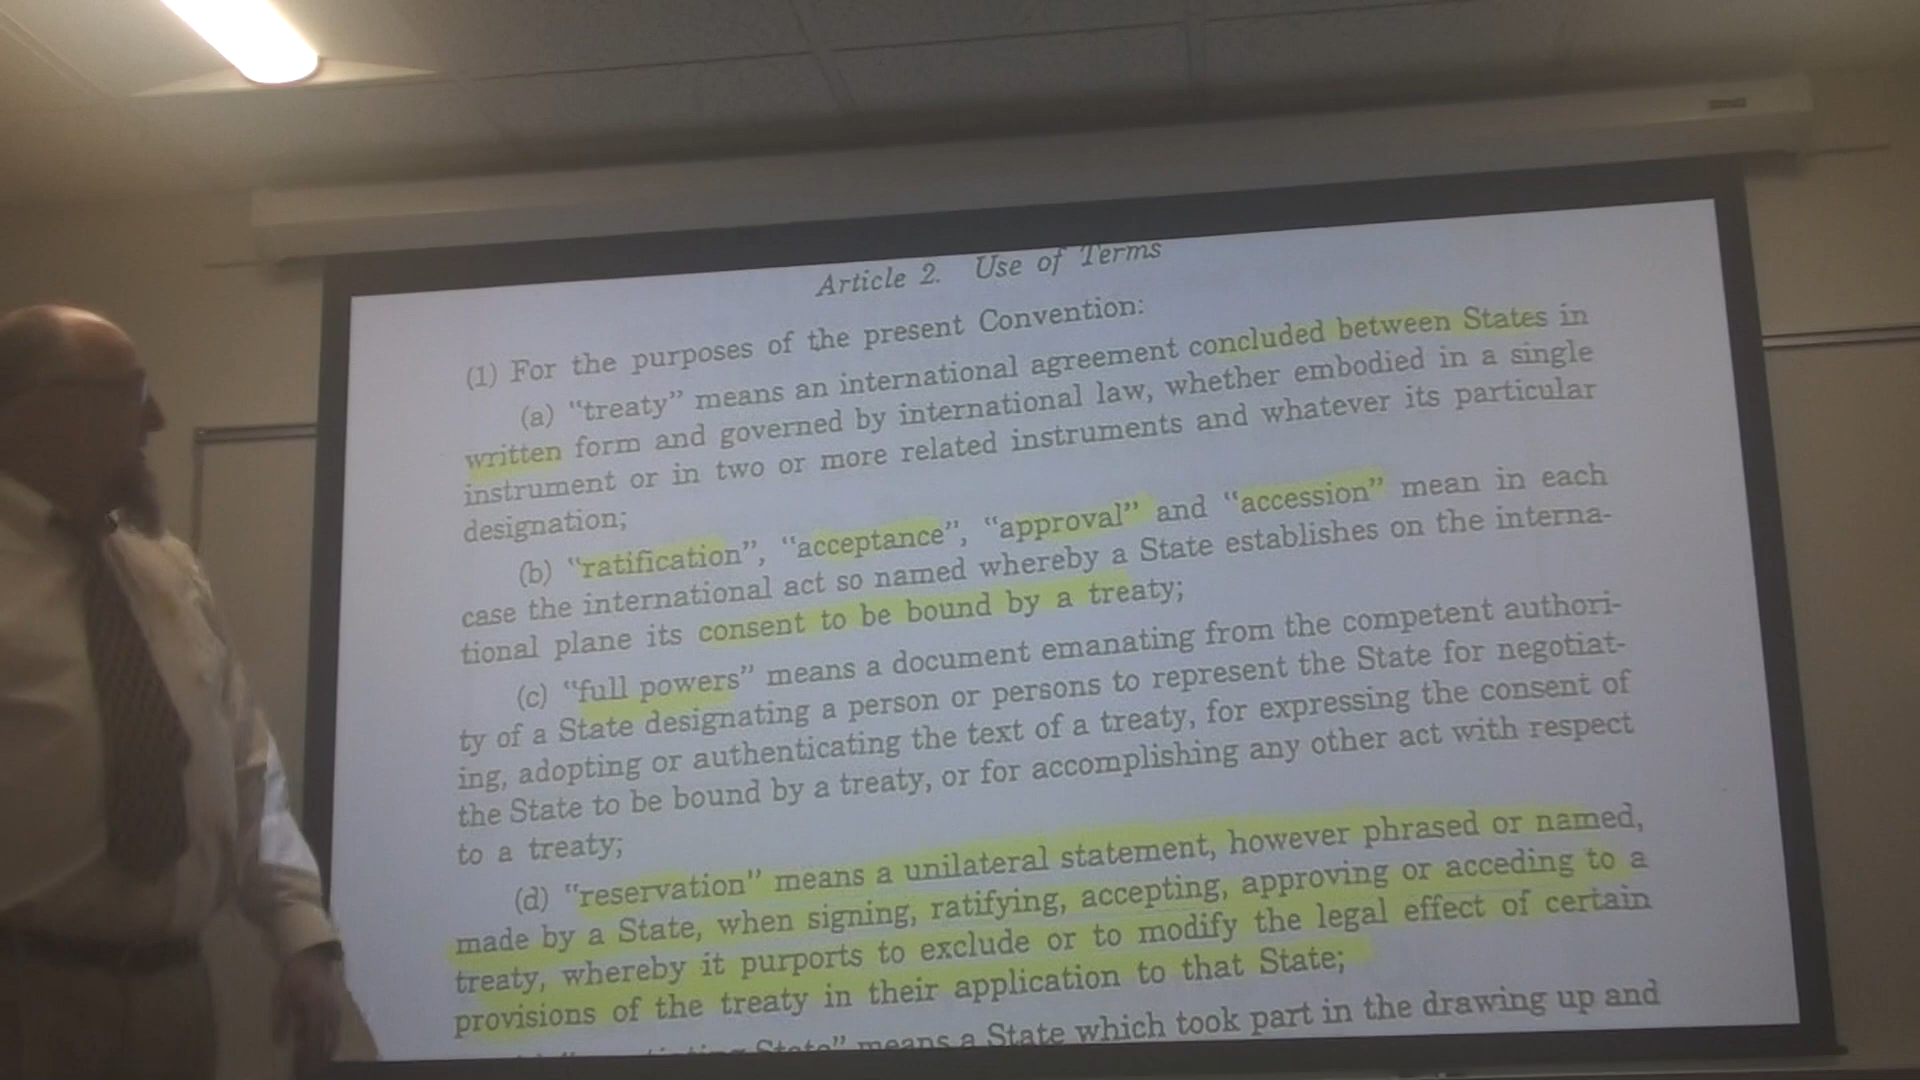 Article 2. Use of Terms
(1) For the purposes of the present Convention:
(a) “treaty” means an international agreement concluded between States in
written form and governed by international law, whether embodied in a single
instrument or in two or more related instruments and whatever its particular
designation;
(b) “ratification”, “acceptance”, “approval” and “accession” mean in each
case the international act so named whereby a State establishes on the interna-
tional plane its consent to be bound by a treaty;
(c) “full powers” means a document emanating from the competent authori-
ty of a State designating a person or persons to represent the State for negotiat-
ing, adopting or authenticating the text of a treaty, for expressing the consent of
the State to be bound by a treaty, or for accomplishing any other act with respect
to a treaty;
(d) “reservation” means a unilateral statement, however phrased or named,
made by a State, when signing, ratifying, accepting, approving or acceding to a
treaty, whereby it purports to exclude or to modify the legal effect of certain
provisions of the treaty in their application to that State;
State” means a State which took part in the drawing up and